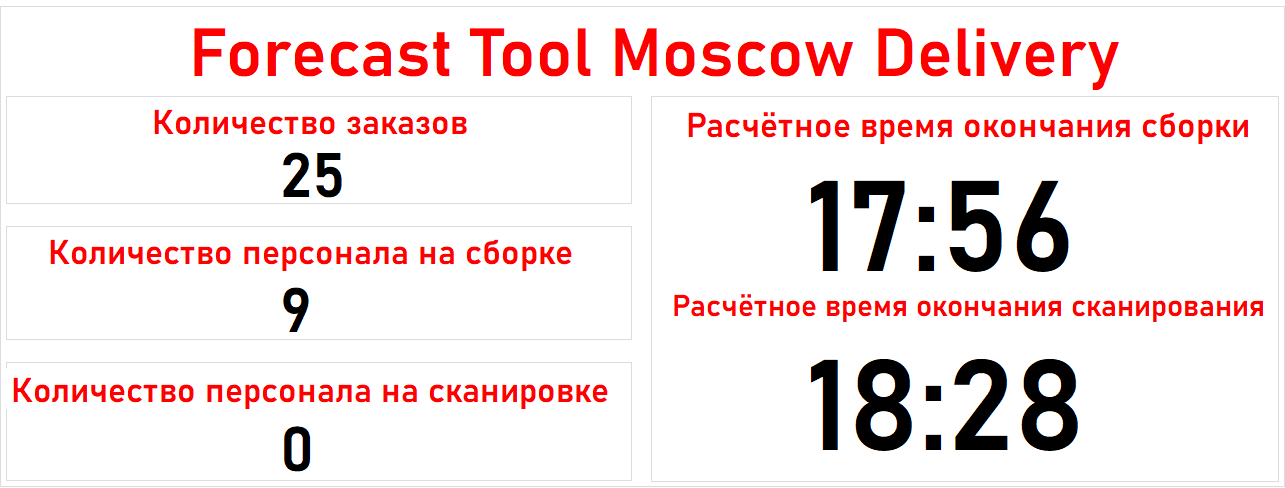 Forecast Tool Moscow Delivery
Количество заказов
25
Количество персонала на сборке
9
Количество персонала на сканировке
0
Расчётное время окончания сборки
17:56
Расчётное время окончания сканирования
18:28